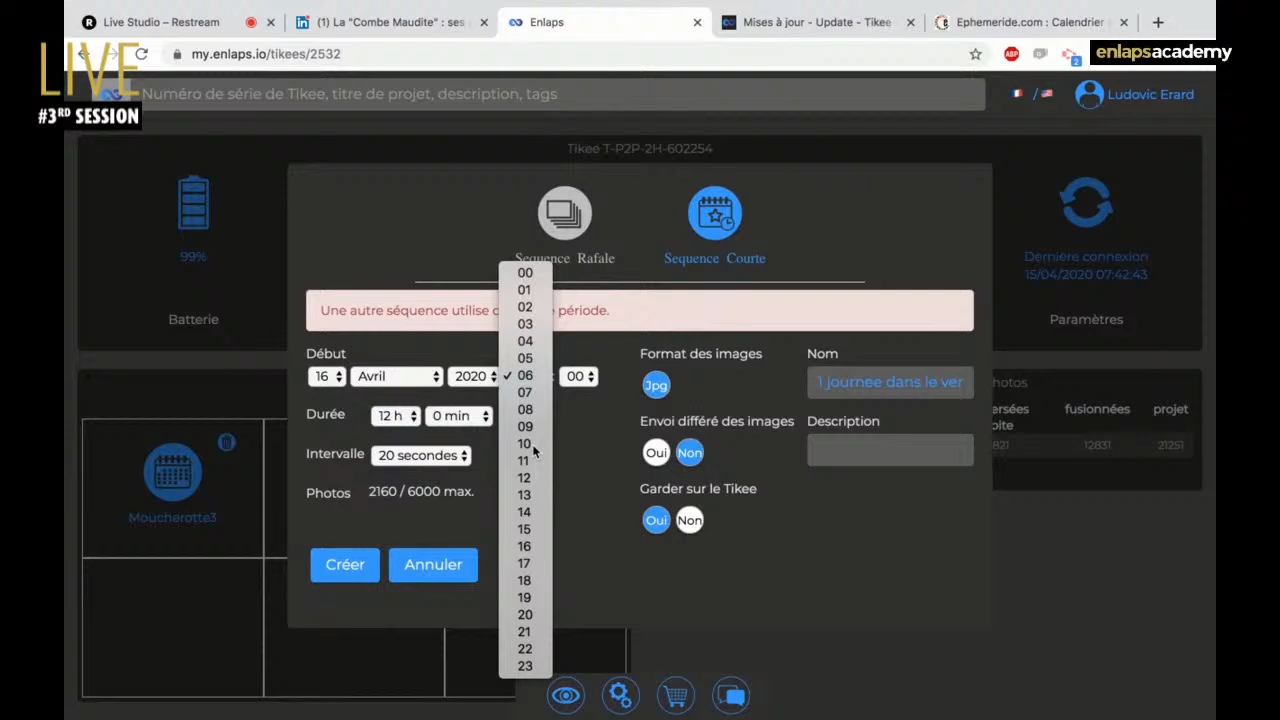 Live Studio – Restream
(1) La "Combe Maudite" : ses
Enlaps
Mises à jour - Update - Tikee
Ephemeride.com : Calendrier
my.enlaps.io/tikees/2532
ABP
2
enlapsacademy
LIVE
#3RD SESSION
Numéro de série de Tikee, titre de projet, description, tags
/
Ludovic Erard
Tikee T-P2P-2H-602254
99%
Batterie
Sequence Rafale
Sequence Courte
Dernière connexion
15/04/2020 07:42:43
Paramètres
Une autre séquence utilise période.
Début
16 Avril 2020 ✓ 06 : 00
Durée 12 h 0 min
Intervalle 20 secondes
Photos 2160 / 6000 max.
Créer Annuler
00
01
02
03
04
05
07
08
09
10
11
12
13
14
15
16
17
18
19
20
21
22
23
Format des images
Jpg
Envoi différé des images
Oui Non
Garder sur le Tikee
Oui Non
Nom
1 journee dans le ver
Description
Moucherotte3
fusionnées projet
821 12831 21251